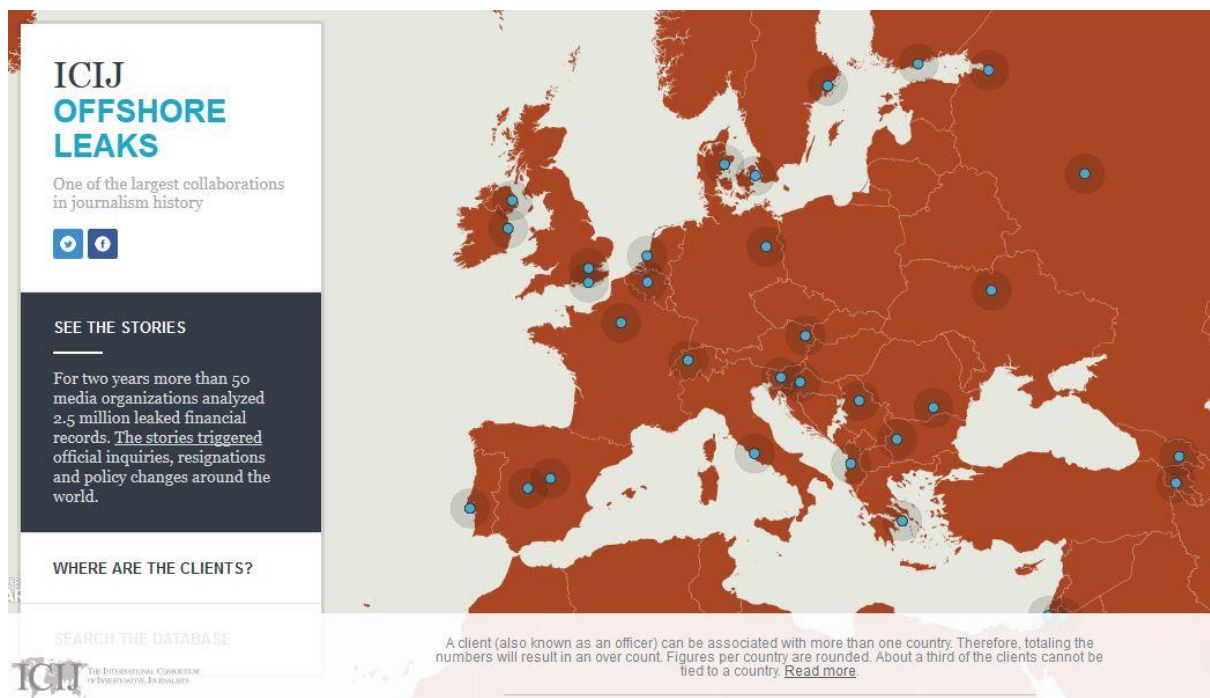 ICIJ
OFFSHORE
LEAKS
One of the largest collaborations
in journalism history
SEE THE STORIES
For two years more than 50
media organizations analyzed
2.5 million leaked financial
records. The stories triggered
official inquiries, resignations
and policy changes around the
world.
WHERE ARE THE CLIENTS?
SEARCH THE DATABASE
A client (also known as an officer) can be associated with more than one country. Therefore, totaling the
numbers will result in an over count. Figures per country are rounded. About a third of the clients cannot be
tied to a country. Read more.
ICIJ
THE INTERNATIONAL CONSORTIUM
OF INVESTIGATIVE JOURNALISTS